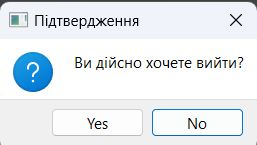 Підтвердження
Ви дійсно хочете вийти?
Yes
No